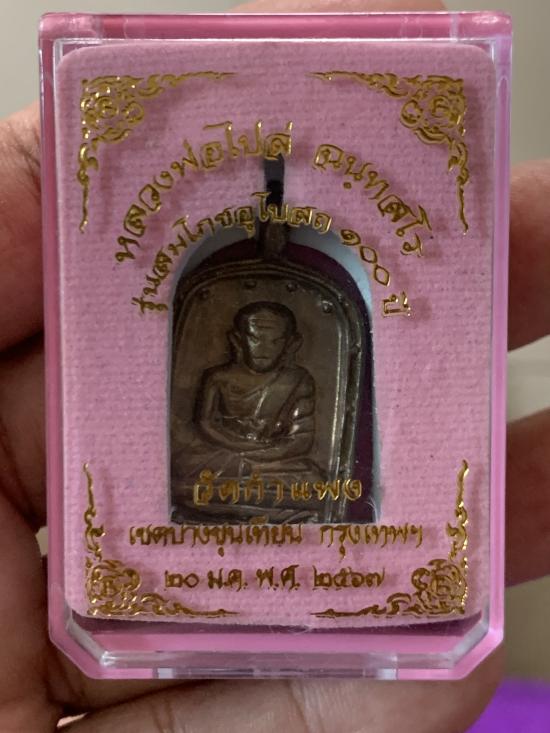 หลวงพ่อไปล่ ฉนฺทสโร
รุ่นสมโภชอุโบสถ ๑๐๐ ปี
วัดกำแพง
เขตบางขุนเทียน กรุงเทพฯ
๒๐ ม.ค. พ.ศ. ๒๕๖๗